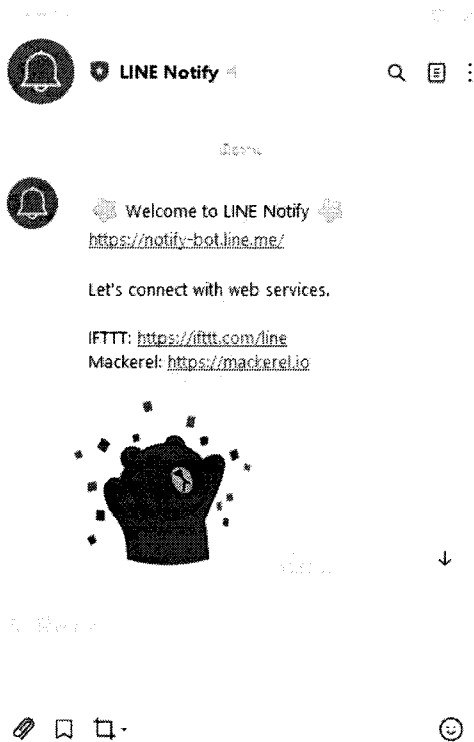 LINE Notify
Welcome to LINE Notify
https://notify-bot.line.me/
Let's connect with web services.
IFTTT: https://ifttt.com/line
Mackerel: https://mackerel.io